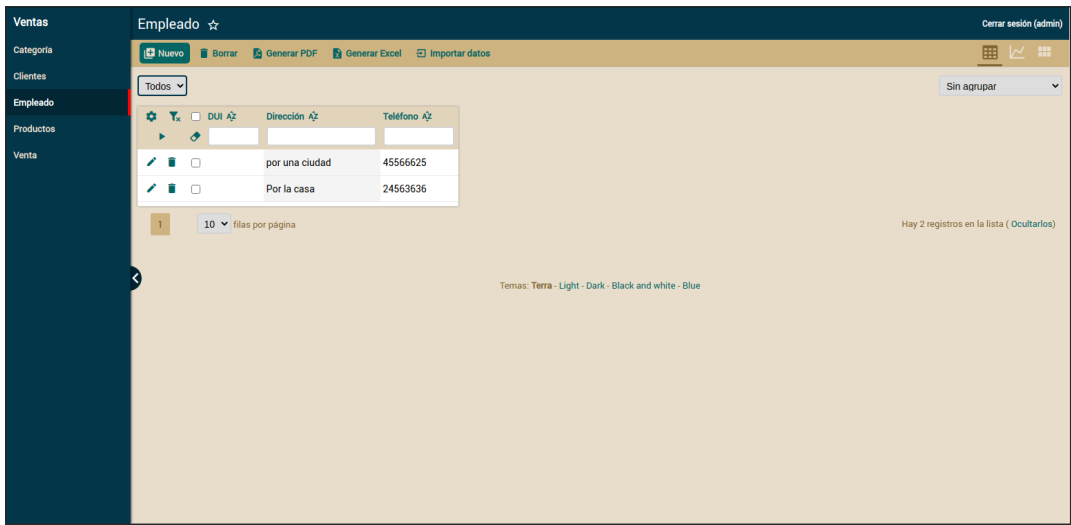 Ventas
Empleado
Cerrar sesión (admin)
Categoría
Clientes
Empleado
Productos
Venta
Nuevo Borrar Generar PDF Generar Excel Importar datos
Todos
Sin agrupar
DUI Dirección Teléfono
por una ciudad 45566625
Por la casa 24563636
1 10 filas por página
Hay 2 registros en la lista ( Ocultarlos)
Temas: Terra - Light - Dark - Black and white - Blue